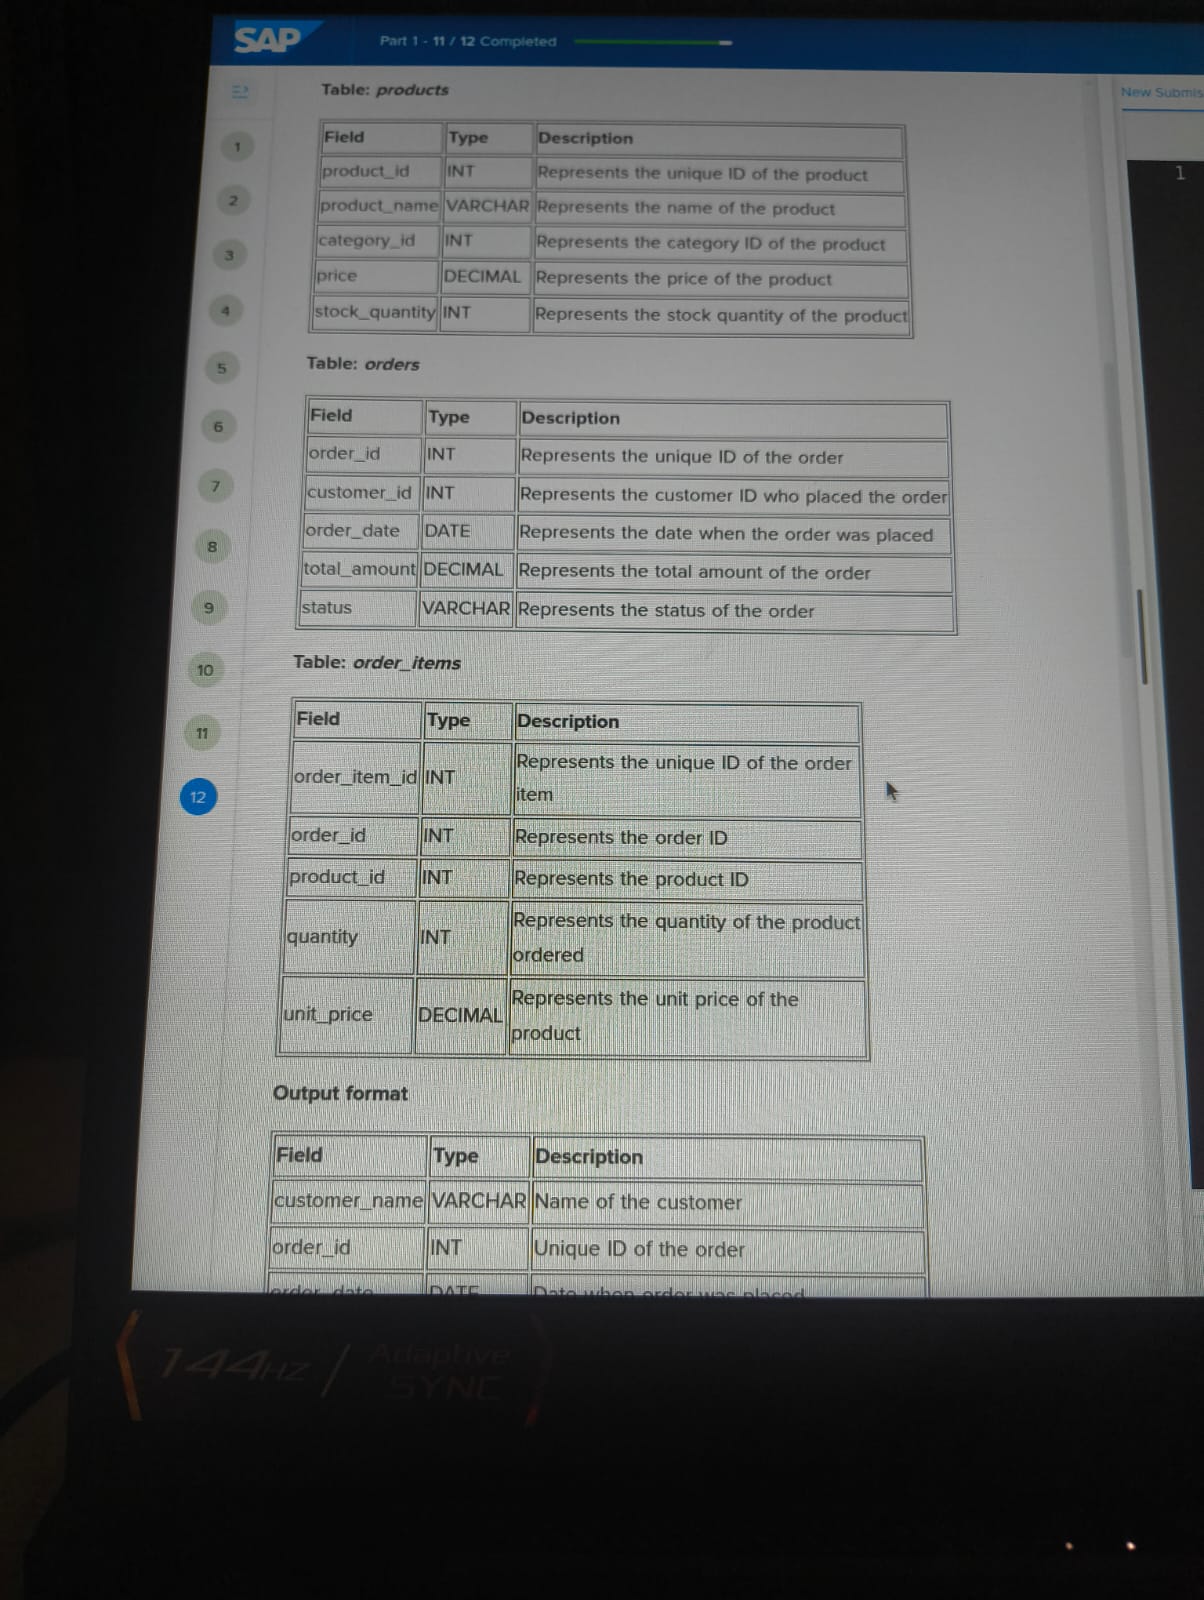 SAP
Part 1 - 11 / 12 Completed
New Submis
Table: products
Field Type Description
product_id INT Represents the unique ID of the product
product_name VARCHAR Represents the name of the product
category_id INT Represents the category ID of the product
price DECIMAL Represents the price of the product
stock_quantity INT Represents the stock quantity of the product
Table: orders
Field Type Description
order_id INT Represents the unique ID of the order
customer_id INT Represents the customer ID who placed the order
order_date DATE Represents the date when the order was placed
total_amount DECIMAL Represents the total amount of the order
status VARCHAR Represents the status of the order
Table: order_items
Field Type Description
order_item_id INT Represents the unique ID of the order
item
order_id INT Represents the order ID
product_id INT Represents the product ID
quantity INT Represents the quantity of the product
ordered
unit_price DECIMAL Represents the unit price of the
product
Output format
Field Type Description
customer_name VARCHAR Name of the customer
order_id INT Unique ID of the order
order_date DATE Date when order was placed
1
2
3
4
5
6
7
8
9
10
11
12
1
144HZ / Adaptive
SYNC